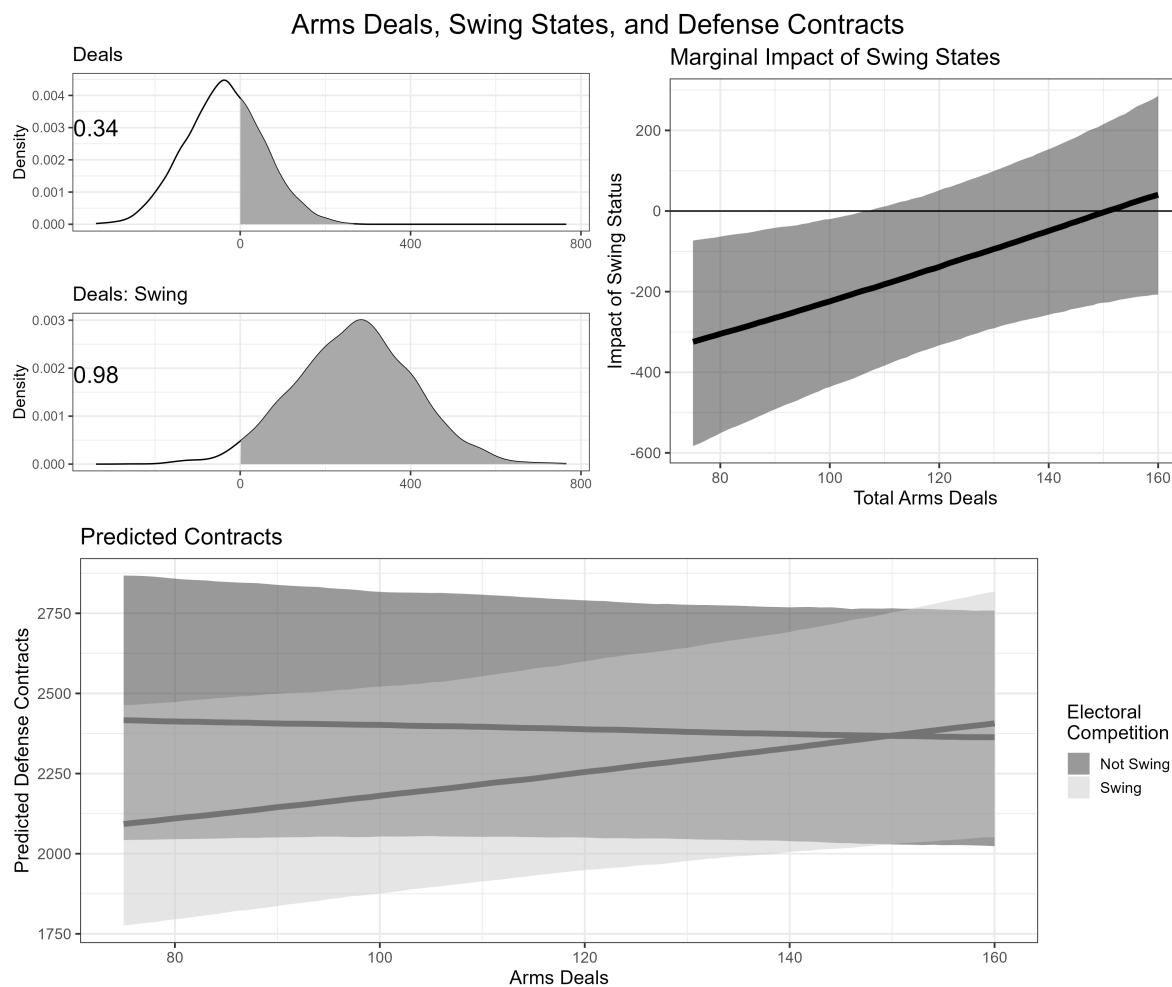 Arms Deals, Swing States, and Defense Contracts
Deals
0.34
Density
0.004
0.003
0.002
0.001
0.000
0
400
800
Deals: Swing
0.98
Density
0.003
0.002
0.001
0.000
0
400
800
Marginal Impact of Swing States
Impact of Swing Status
200
0
-200
-400
-600
80
100
120
140
160
Total Arms Deals
Predicted Contracts
Predicted Defense Contracts
2750
2500
2250
2000
1750
80
100
120
140
160
Arms Deals
Electoral
Competition
Not Swing
Swing